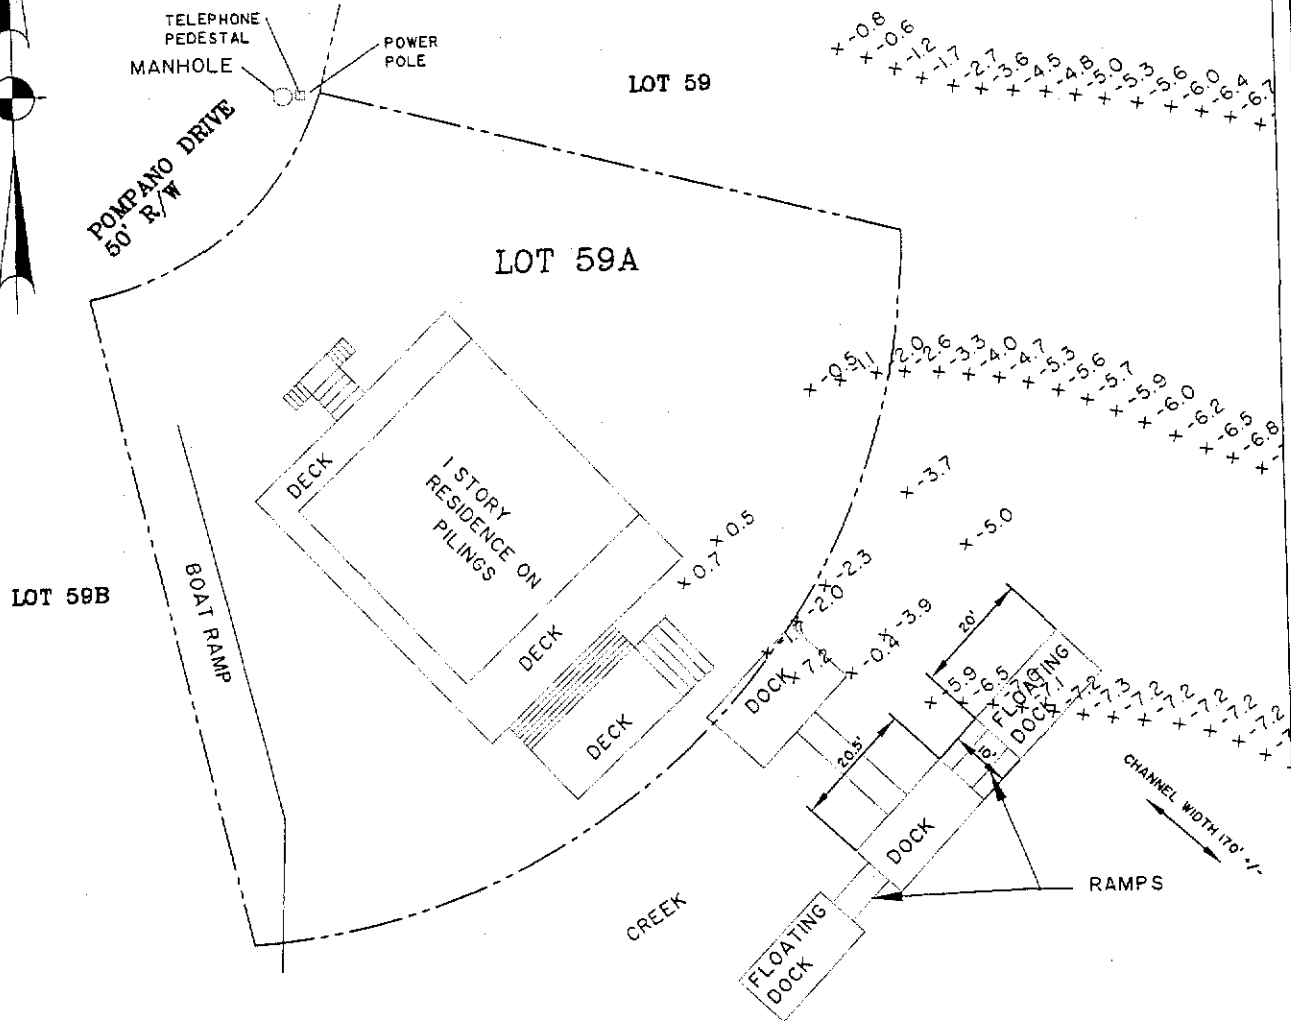 TELEPHONE
PEDESTAL
MANHOLE
POWER
POLE
LOT 59
POMPANO DRIVE
50' R/W
LOT 59A
-0.8
-0.6
-1.2
-1.7
-2.7
-3.6
-4.5
-4.8
-5.0
-5.3
-5.6
-6.0
-6.4
-6.7
-0.5
-1.1
-2.0
-2.6
-3.3
-4.0
-4.7
-5.3
-5.6
-5.7
-5.9
-6.0
-6.2
-6.5
-6.8
DECK
1 STORY
RESIDENCE ON
PILINGS
-3.7
0.5
0.7
-5.0
LOT 59B
BOAT RAMP
-2.3
-2.0
-3.9
-0.4
7.2
20'
DECK
DECK
DOCK
-5.9
-6.5
-7.1
-7.2
-7.3
-7.2
-7.2
-7.2
-7.2
-7.2
FLOATING
DOCK
20.5'
10'
CHANNEL WIDTH 170' +/-
DOCK
RAMPS
CREEK
FLOATING
DOCK